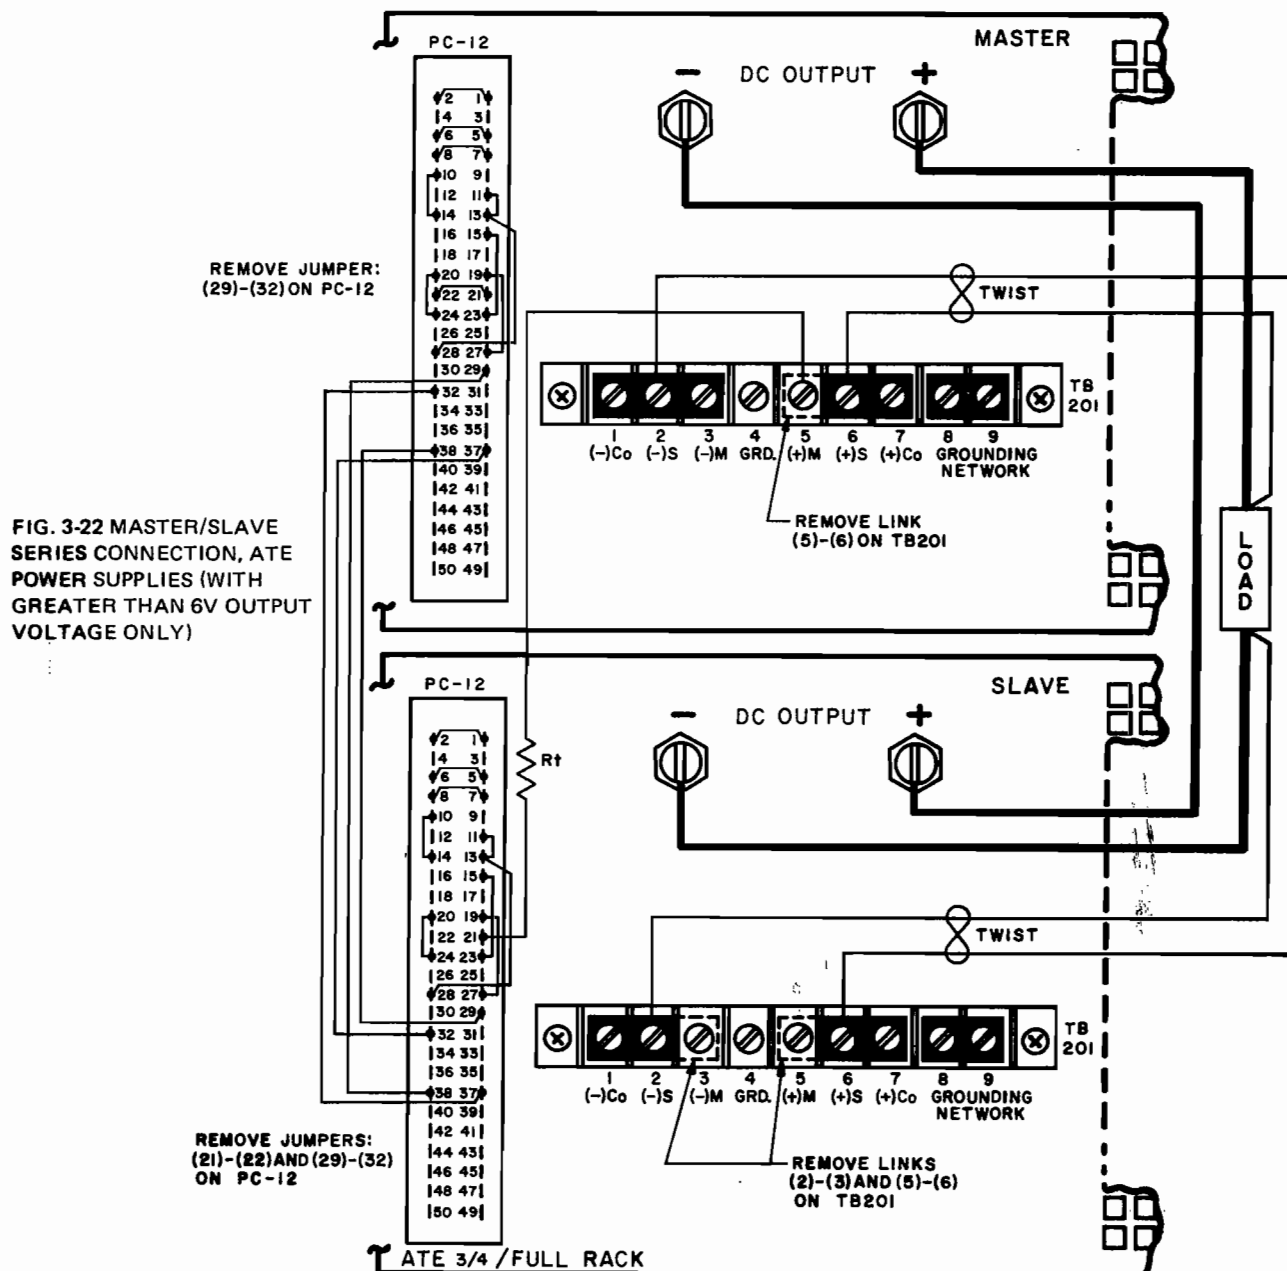 PC-12
MASTER
− DC OUTPUT +
2 1
4 3
6 5
8 7
10 9
12 11
14 13
16 15
18 17
20 19
22 21
24 23
26 25
28 27
30 29
32 31
34 33
36 35
38 37
40 39
42 41
44 43
46 45
48 47
50 49
REMOVE JUMPER:
(29)-(32) ON PC-12
TWIST
TB
201
1 2 3 4 5 6 7 8 9
(-)Co (-)S (-)M GRD. (+)M (+)S (+)Co GROUNDING
NETWORK
REMOVE LINK
(5)-(6) ON TB201
LOAD
FIG. 3-22 MASTER/SLAVE
SERIES CONNECTION, ATE
POWER SUPPLIES (WITH
GREATER THAN 6V OUTPUT
VOLTAGE ONLY)
PC-12
SLAVE
− DC OUTPUT +
Rt
2 1
4 3
6 5
8 7
10 9
12 11
14 13
16 15
18 17
20 19
22 21
24 23
26 25
28 27
30 29
32 31
34 33
36 35
38 37
40 39
42 41
44 43
46 45
48 47
50 49
TWIST
TB
201
1 2 3 4 5 6 7 8 9
(-)Co (-)S (-)M GRD. (+)M (+)S (+)Co GROUNDING
NETWORK
REMOVE JUMPERS:
(21)-(22) AND (29)-(32)
ON PC-12
REMOVE LINKS
(2)-(3) AND (5)-(6)
ON TB201
ATE 3/4 / FULL RACK